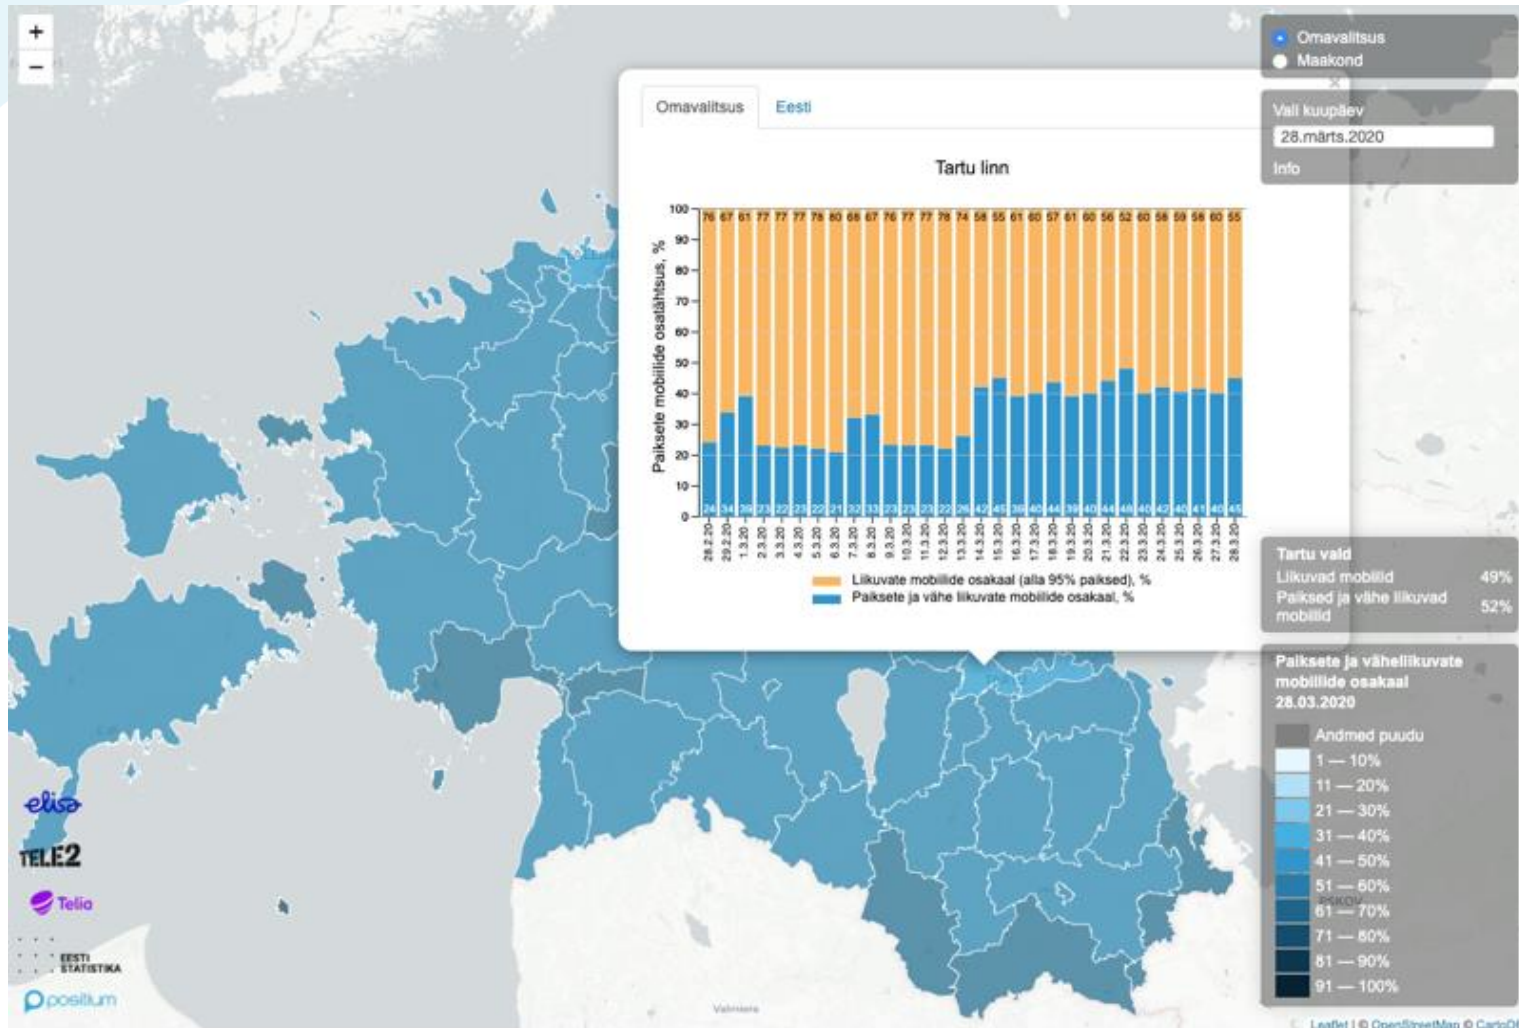 +
−
Omavalitsus
Maakond
Vali kuupäev
28.märts.2020
Info
×
Omavalitsus
Eesti
Tartu linn
Paiksete mobiilide osatähtsus, %
100
90
80
70
60
50
40
30
20
10
0
76 67 61 77 77 77 78 80 68 67 76 77 77 78 74 58 55 61 60 57 61 60 56 52 60 58 59 58 60 55
24 34 39 23 22 23 22 21 32 33 23 23 23 22 26 42 45 39 40 44 39 40 44 48 40 42 40 41 40 45
28.2.20 29.2.20 1.3.20 2.3.20 3.3.20 4.3.20 5.3.20 6.3.20 7.3.20 8.3.20 9.3.20 10.3.20 11.3.20 12.3.20 13.3.20 14.3.20 15.3.20 16.3.20 17.3.20 18.3.20 19.3.20 20.3.20 21.3.20 22.3.20 23.3.20 24.3.20 25.3.20 26.3.20 27.3.20 28.3.20
Liikuvate mobiilide osakaal (alla 95% paiksed), %
Paiksete ja vähe liikuvate mobiilide osakaal, %
Tartu vald
Liikuvad mobiilid 49%
Paiksed ja vähe liikuvad
mobiilid 52%
Paiksete ja väheliikuvate
mobiilide osakaal
28.03.2020
Andmed puudu
1 — 10%
11 — 20%
21 — 30%
31 — 40%
41 — 50%
51 — 60%
61 — 70%
71 — 80%
81 — 90%
91 — 100%
PSKOV
elisa
TELE2
Telia
EESTI
STATISTIKA
positium
Valmiera
Leaflet | © OpenStreetMap © CartoDB